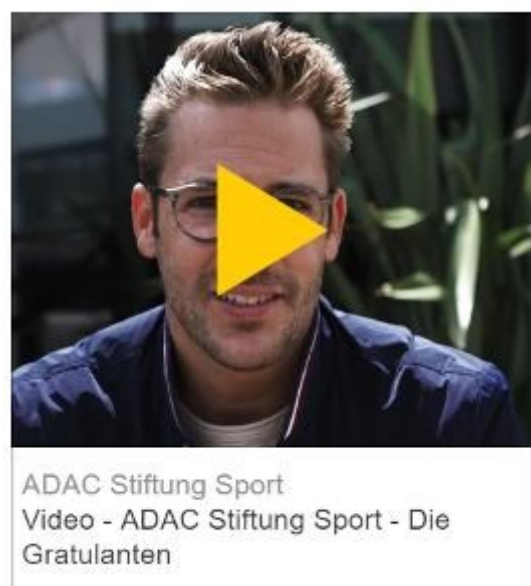 ADAC Stiftung Sport
Video - ADAC Stiftung Sport - Die
Gratulanten